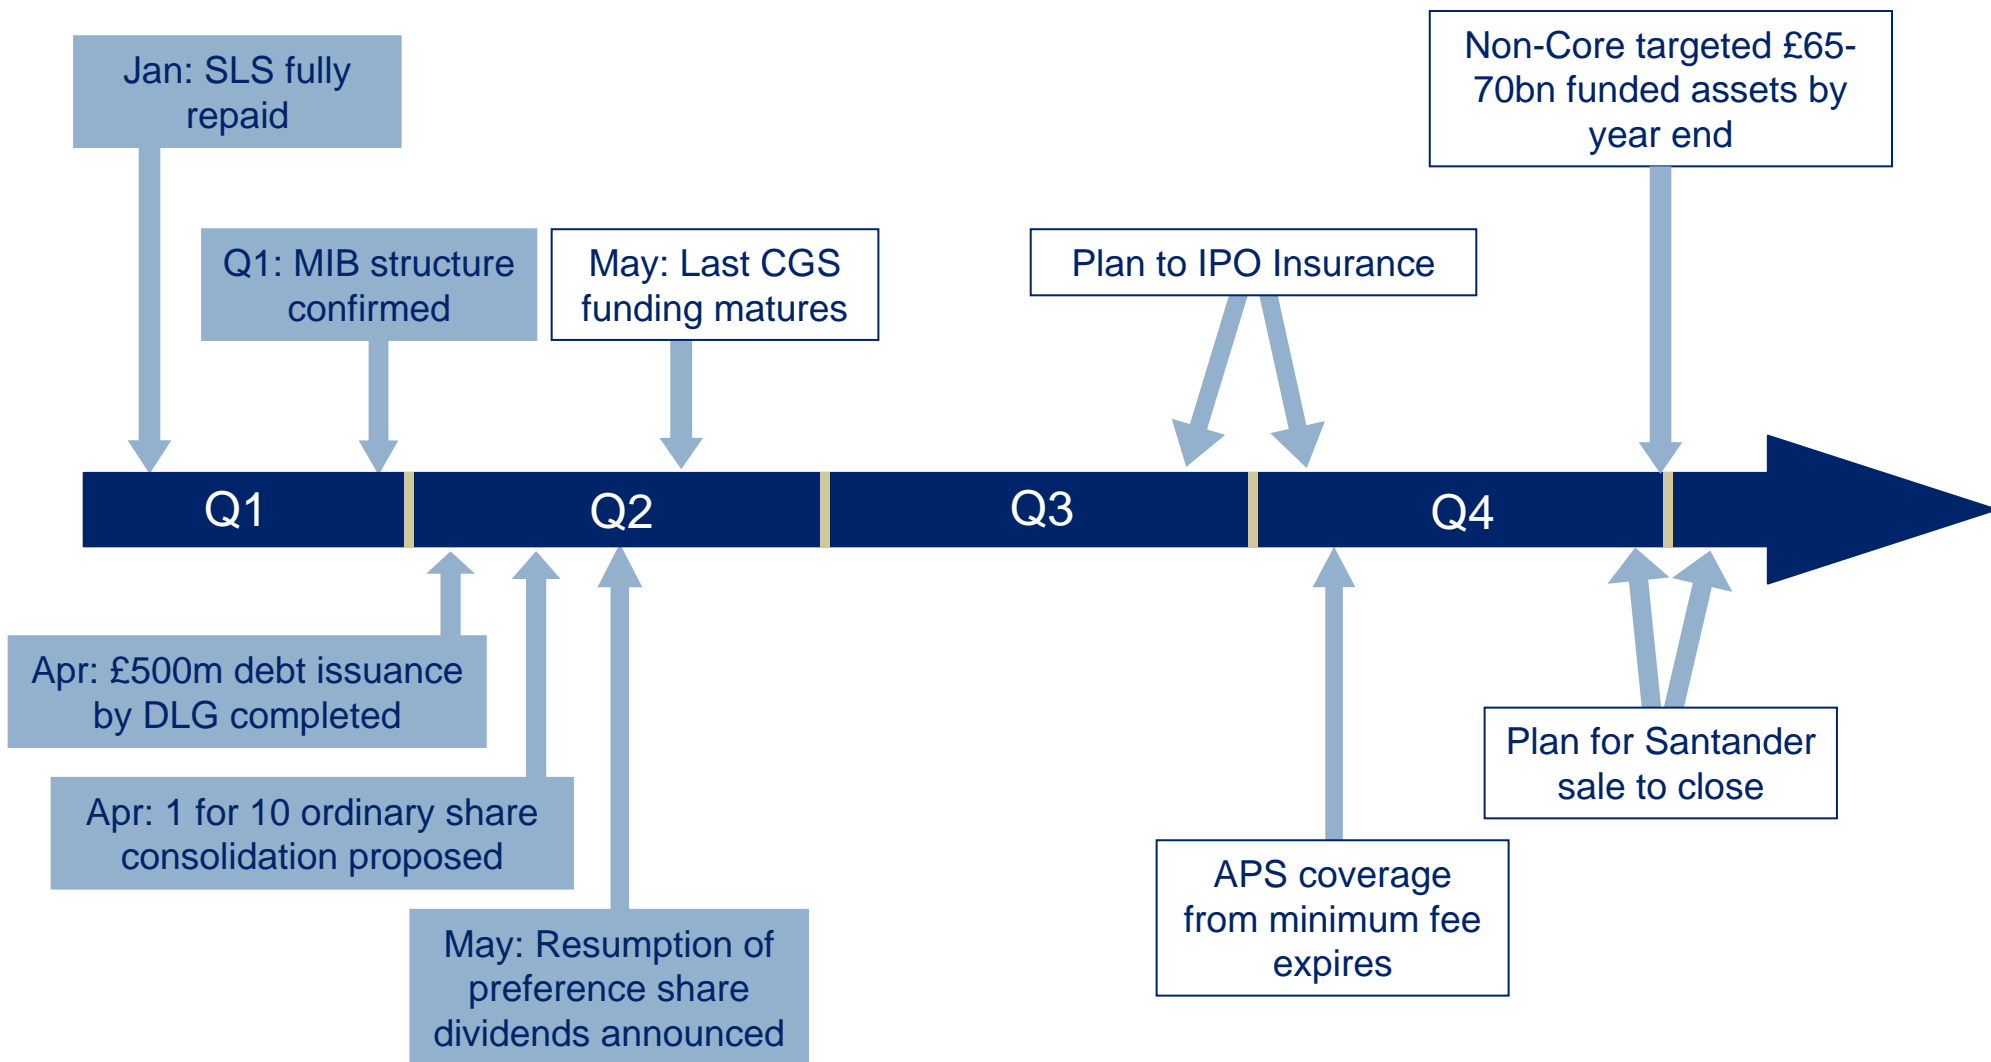 Jan: SLS fully
repaid
Non-Core targeted £65-
70bn funded assets by
year end
Q1: MIB structure
confirmed
May: Last CGS
funding matures
Plan to IPO Insurance
Q1
Q2
Q3
Q4
Apr: £500m debt issuance
by DLG completed
Apr: 1 for 10 ordinary share
consolidation proposed
May: Resumption of
preference share
dividends announced
APS coverage
from minimum fee
expires
Plan for Santander
sale to close